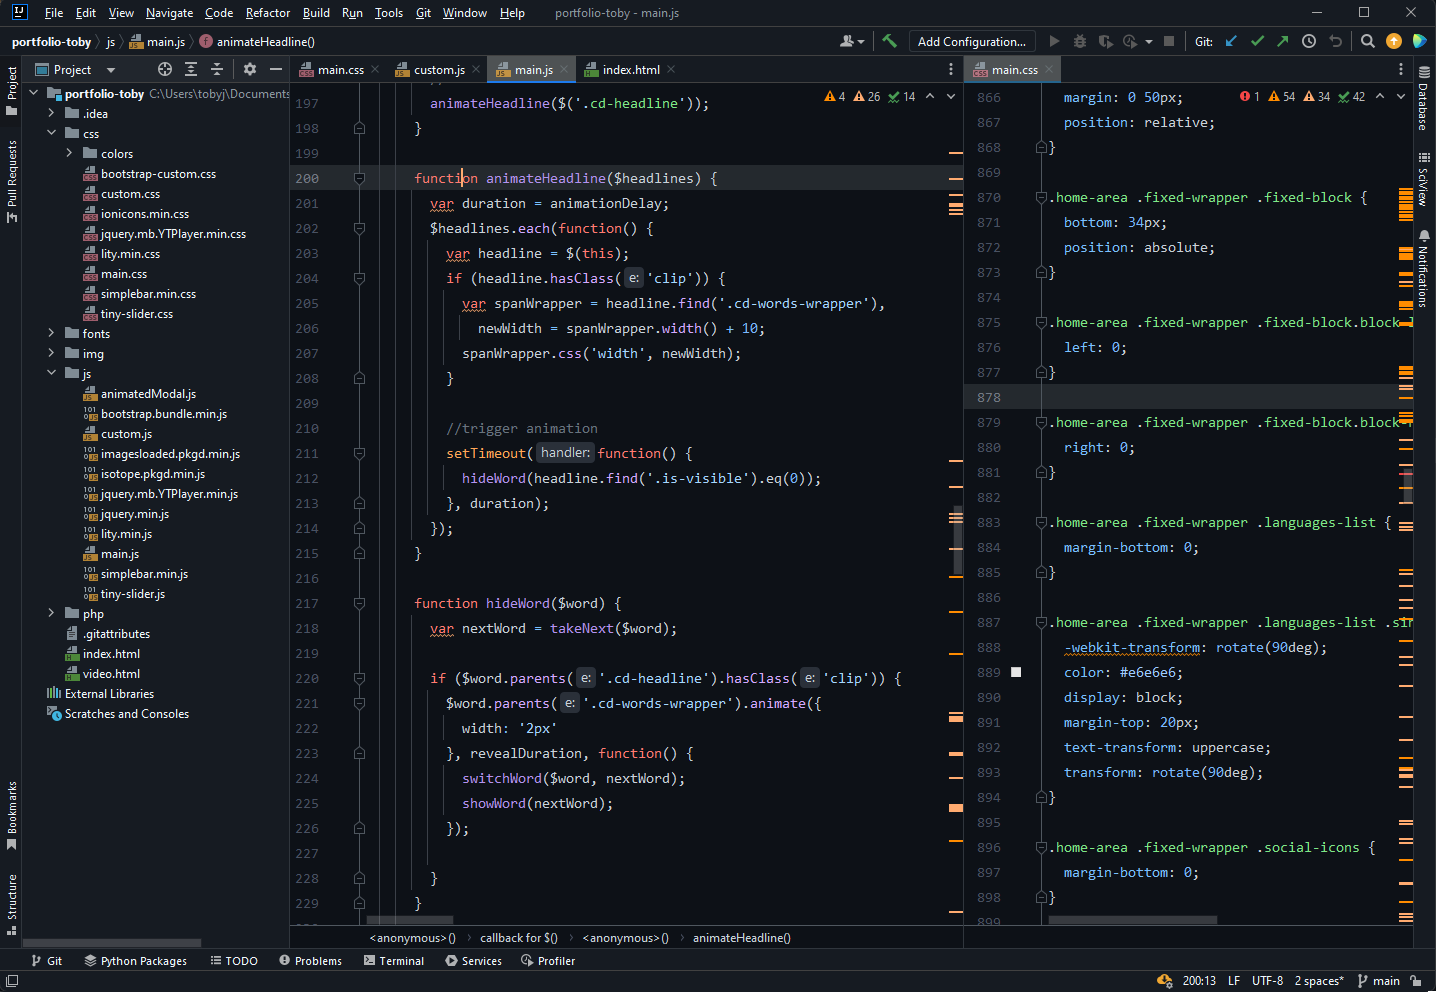 File Edit View Navigate Code Refactor Build Run Tools Git Window Help portfolio-toby - main.js
portfolio-toby js main.js animateHeadline()
Add Configuration...
Git:
Project
main.css
custom.js
main.js
index.html
main.css
Project
Pull Requests
Bookmarks
Structure
portfolio-toby C:\Users\tobyj\Documents
.idea
css
colors
bootstrap-custom.css
custom.css
ionicons.min.css
jquery.mb.YTPlayer.min.css
lity.min.css
main.css
simplebar.min.css
tiny-slider.css
fonts
img
js
animatedModal.js
bootstrap.bundle.min.js
custom.js
imagesloaded.pkgd.min.js
isotope.pkgd.min.js
jquery.mb.YTPlayer.min.js
jquery.min.js
lity.min.js
main.js
simplebar.min.js
tiny-slider.js
php
.gitattributes
index.html
video.html
External Libraries
Scratches and Consoles
4 26 14
197 animateHeadline($('.cd-headline'));
198 }
199
200 function animateHeadline($headlines) {
201 var duration = animationDelay;
202 $headlines.each(function() {
203 var headline = $(this);
204 if (headline.hasClass( e: 'clip')) {
205 var spanWrapper = headline.find('.cd-words-wrapper'),
206 newWidth = spanWrapper.width() + 10;
207 spanWrapper.css('width', newWidth);
208 }
209
210 //trigger animation
211 setTimeout( handler: function() {
212 hideWord(headline.find('.is-visible').eq(0));
213 }, duration);
214 });
215 }
216
217 function hideWord($word) {
218 var nextWord = takeNext($word);
219
220 if ($word.parents( e: '.cd-headline').hasClass( e: 'clip')) {
221 $word.parents( e: '.cd-words-wrapper').animate({
222 width: '2px'
223 }, revealDuration, function() {
224 switchWord($word, nextWord);
225 showWord(nextWord);
226 });
227
228 }
229 }
<anonymous>() callback for $() <anonymous>() animateHeadline()
1 54 34 42
866 margin: 0 50px;
867 position: relative;
868 }
869
870 .home-area .fixed-wrapper .fixed-block {
871 bottom: 34px;
872 position: absolute;
873 }
874
875 .home-area .fixed-wrapper .fixed-block.block-
876 left: 0;
877 }
878
879 .home-area .fixed-wrapper .fixed-block.block-
880 right: 0;
881 }
882
883 .home-area .fixed-wrapper .languages-list {
884 margin-bottom: 0;
885 }
886
887 .home-area .fixed-wrapper .languages-list .si
888 -webkit-transform: rotate(90deg);
889 color: #e6e6e6;
890 display: block;
891 margin-top: 20px;
892 text-transform: uppercase;
893 transform: rotate(90deg);
894 }
895
896 .home-area .fixed-wrapper .social-icons {
897 margin-bottom: 0;
898 }
899
Database
SciView
Notifications
Git Python Packages TODO Problems Terminal Services Profiler
200:13 LF UTF-8 2 spaces* main